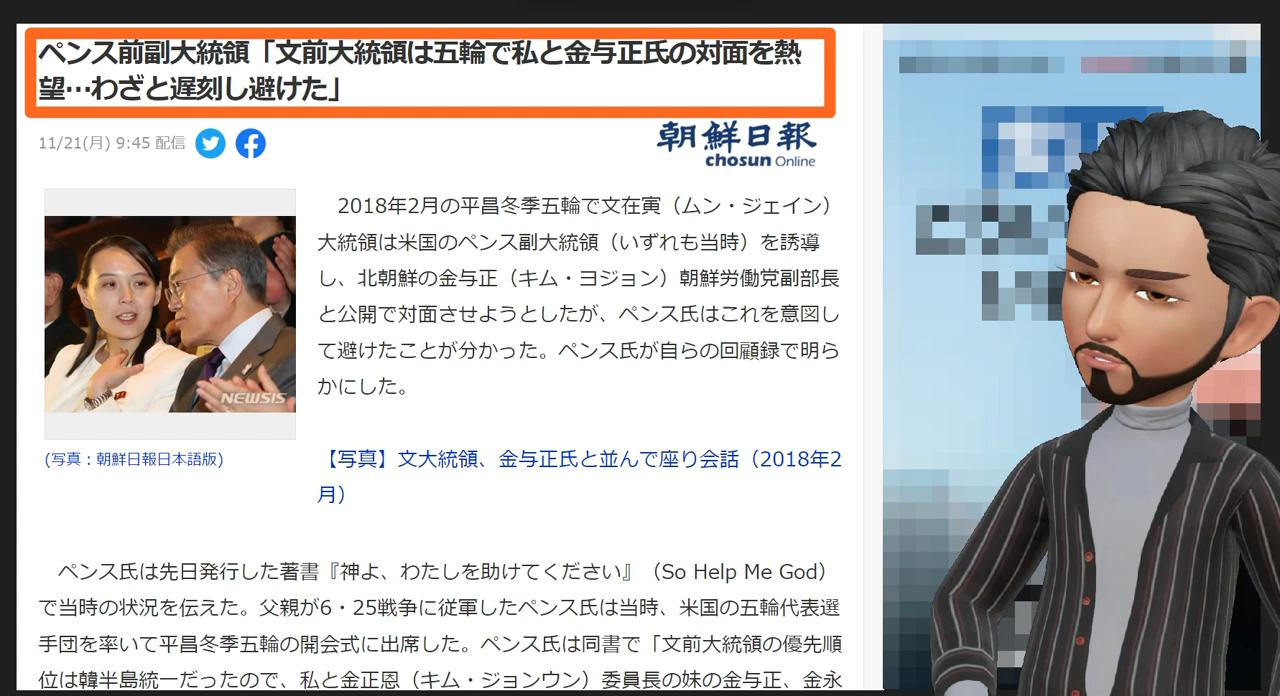 ペンス前副大統領「文前大統領は五輪で私と金与正氏の対面を熱
望…わざと遅刻し避けた」
11/21(月) 9:45 配信
朝鮮日報
chosun Online
2018年2月の平昌冬季五輪で文在寅（ムン・ジェイン）
大統領は米国のペンス副大統領（いずれも当時）を誘導
し、北朝鮮の金与正（キム・ヨジョン）朝鮮労働党副部長
と公開で対面させようとしたが、ペンス氏はこれを意図し
て避けたことが分かった。ペンス氏が自らの回顧録で明ら
かにした。
NEWSIS
(写真：朝鮮日報日本語版)
【写真】文大統領、金与正氏と並んで座り会話（2018年2
月）
ペンス氏は先日発行した著書『神よ、わたしを助けてください』（So Help Me God）
で当時の状況を伝えた。父親が6・25戦争に従軍したペンス氏は当時、米国の五輪代表選
手団を率いて平昌冬季五輪の開会式に出席した。ペンス氏は同書で「文前大統領の優先順
位は韓半島統一だったので、私と金正恩（キム・ジョンウン）委員長の妹の金与正、金永